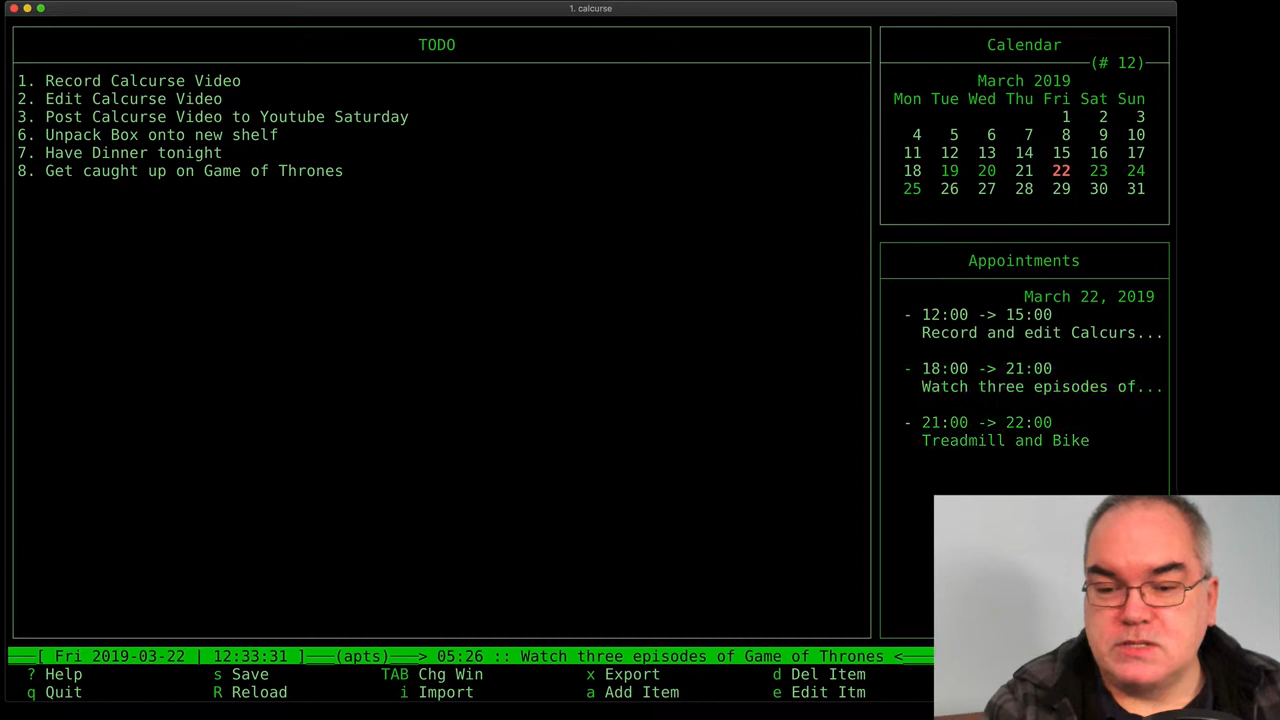 1. calcurse
TODO
1. Record Calcurse Video
2. Edit Calcurse Video
3. Post Calcurse Video to Youtube Saturday
6. Unpack Box onto new shelf
7. Have Dinner tonight
8. Get caught up on Game of Thrones
Calendar
(# 12)
March 2019
Mon Tue Wed Thu Fri Sat Sun
1 2 3
4 5 6 7 8 9 10
11 12 13 14 15 16 17
18 19 20 21 22 23 24
25 26 27 28 29 30 31
Appointments
March 22, 2019
- 12:00 -> 15:00
Record and edit Calcurs...
- 18:00 -> 21:00
Watch three episodes of...
- 21:00 -> 22:00
Treadmill and Bike
[ Fri 2019-03-22 | 12:33:31 ] (apts) > 05:26 :: Watch three episodes of Game of Thrones <
? Help s Save TAB Chg Win x Export d Del Item
q Quit R Reload i Import a Add Item e Edit Itm